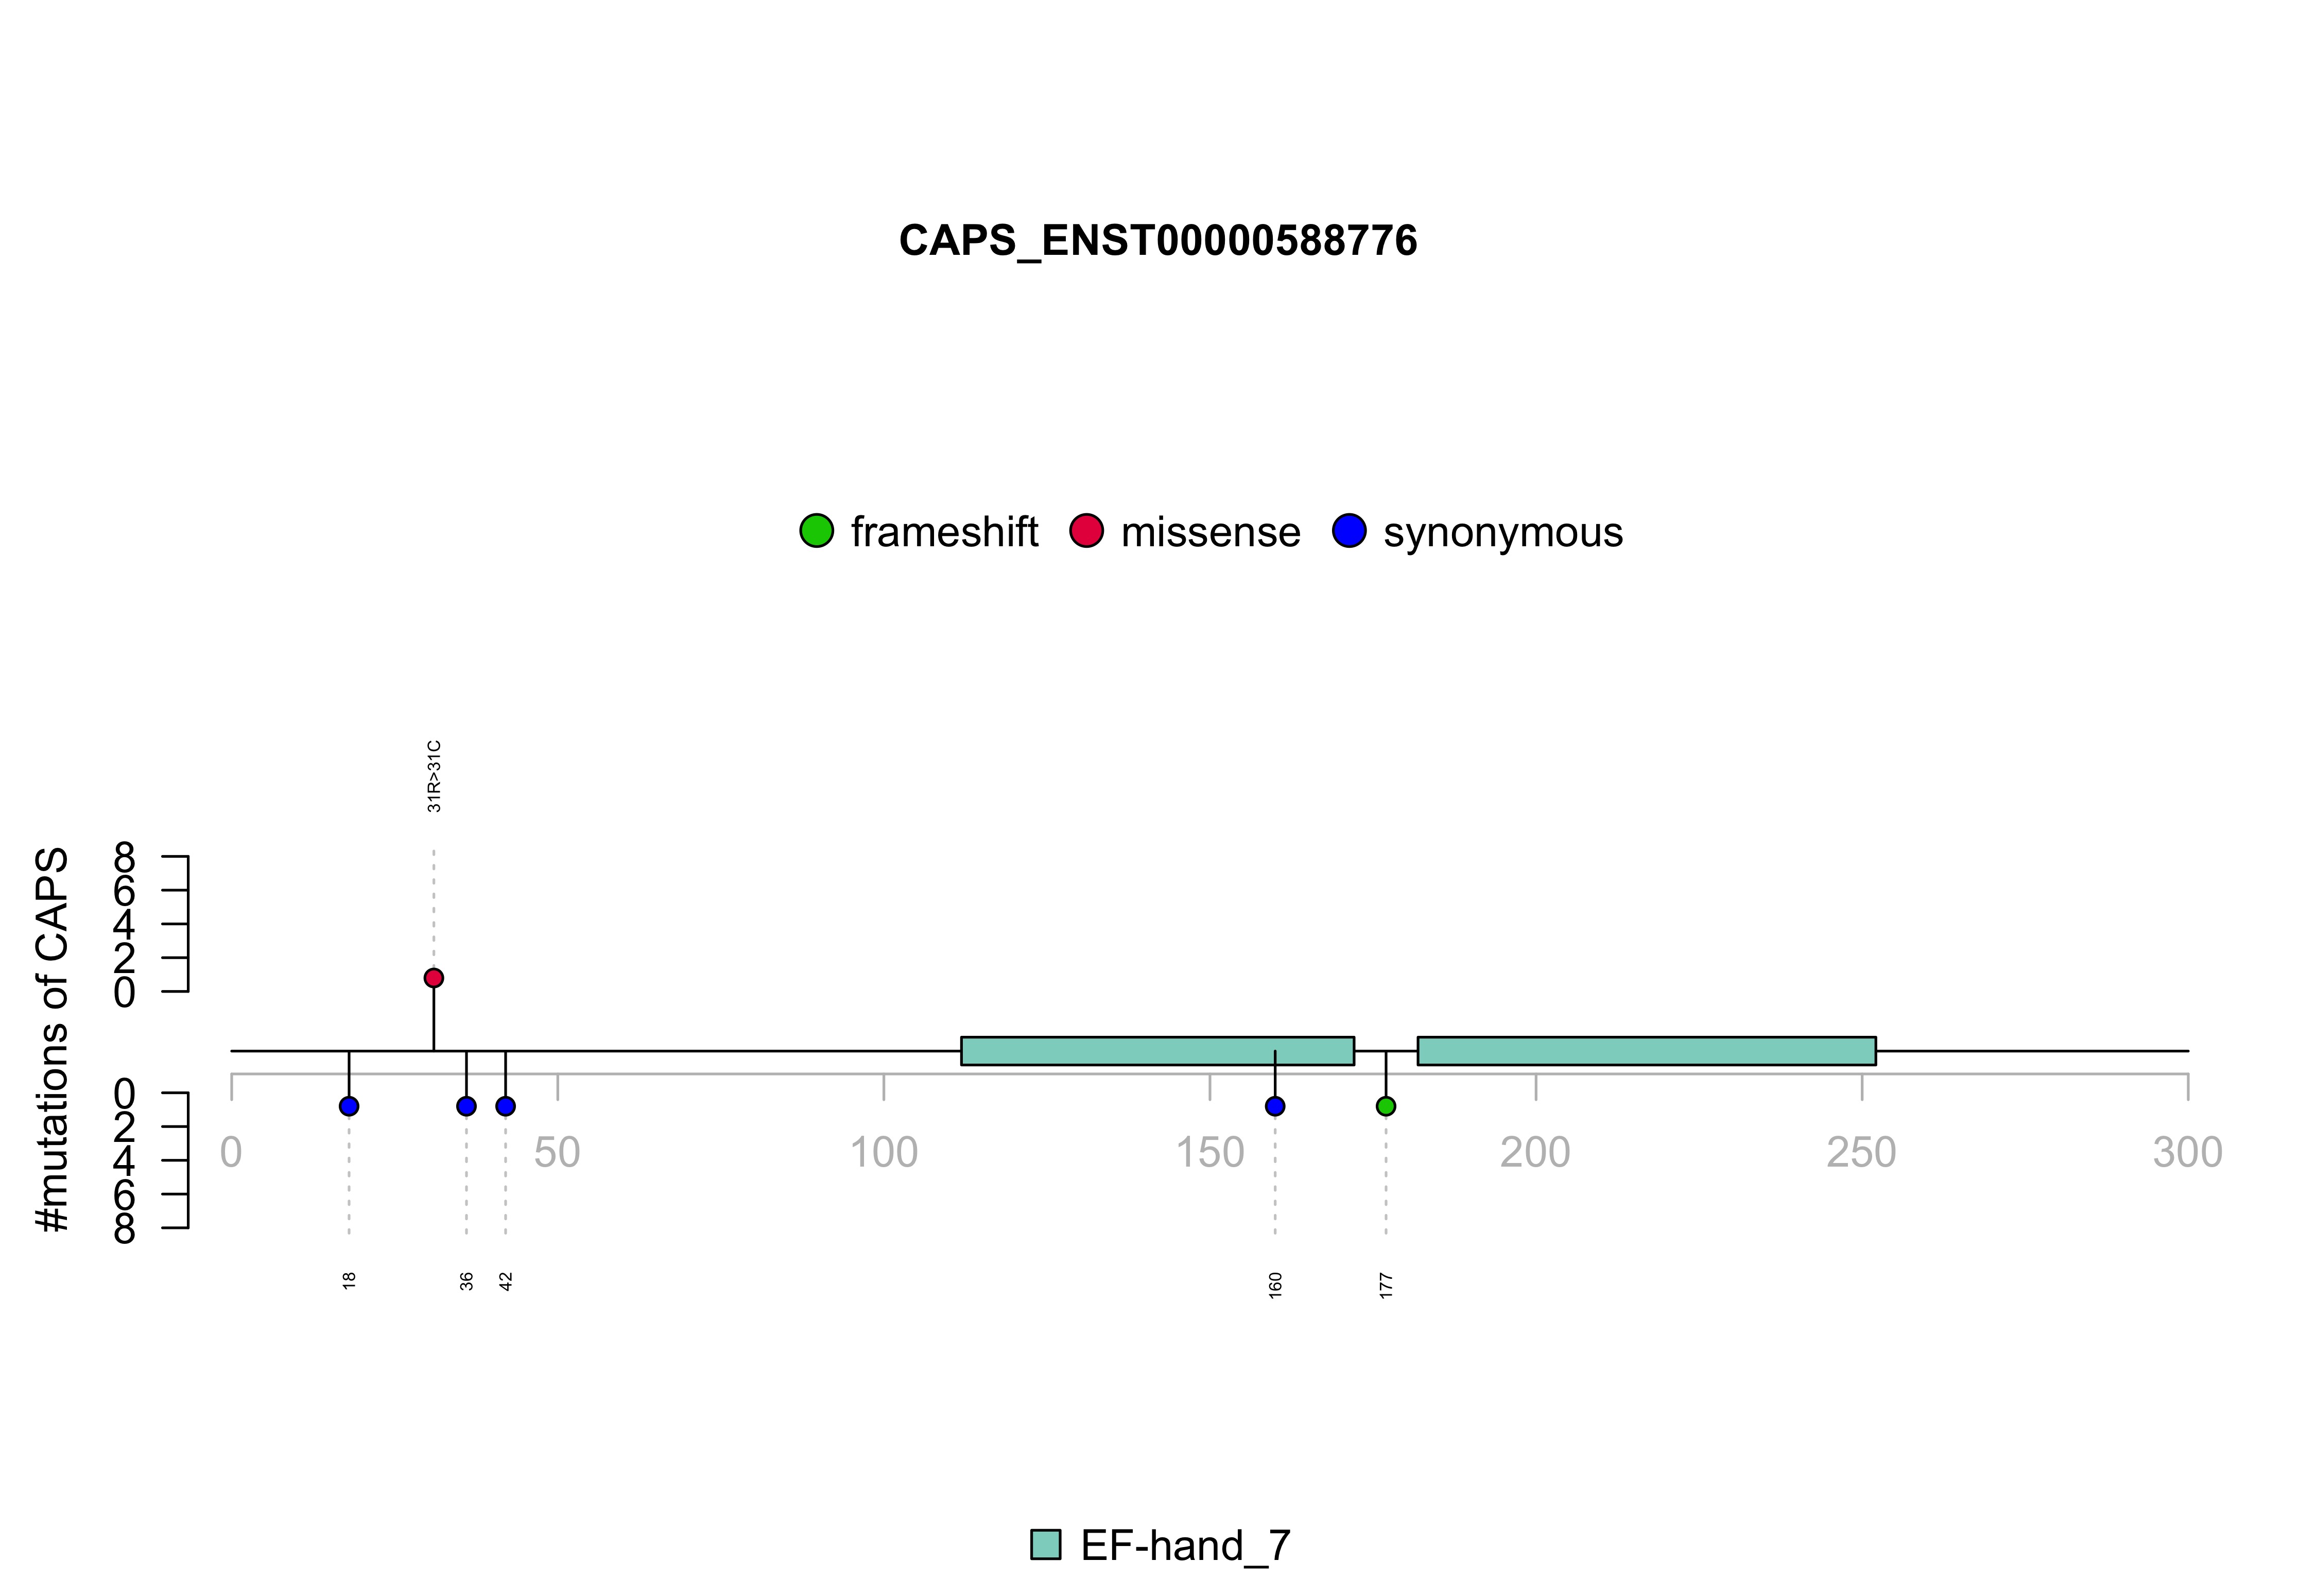 CAPS_ENST00000588776
frameshift missense synonymous
31R>31C
#mutations of CAPS
8
6
4
2
0
0
2
4
6
8
0 50 100 150 200 250 300
18 36 42 160 177
EF-hand_7